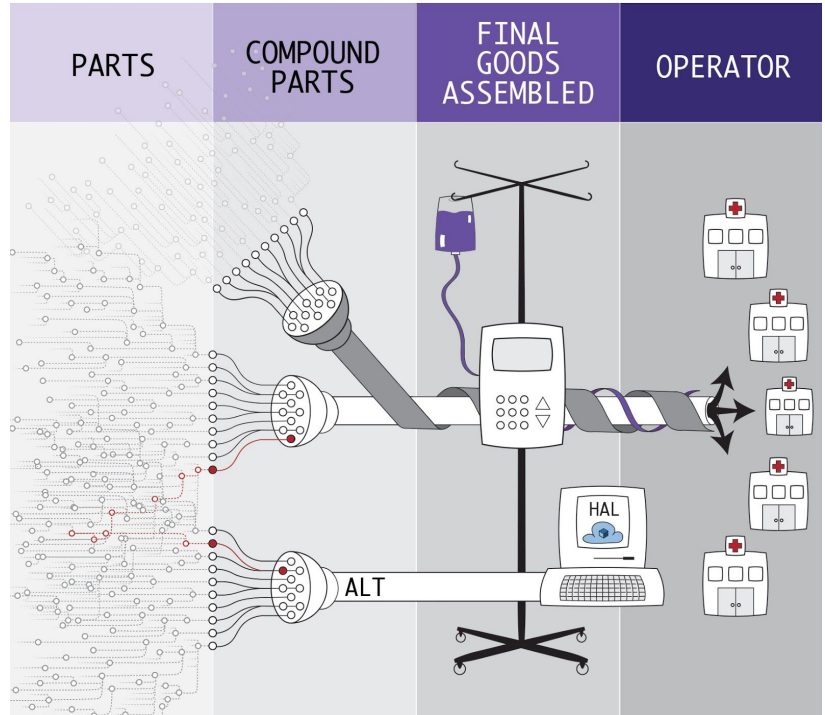 PARTS
COMPOUND
PARTS
FINAL
GOODS
ASSEMBLED
OPERATOR
HAL
ALT